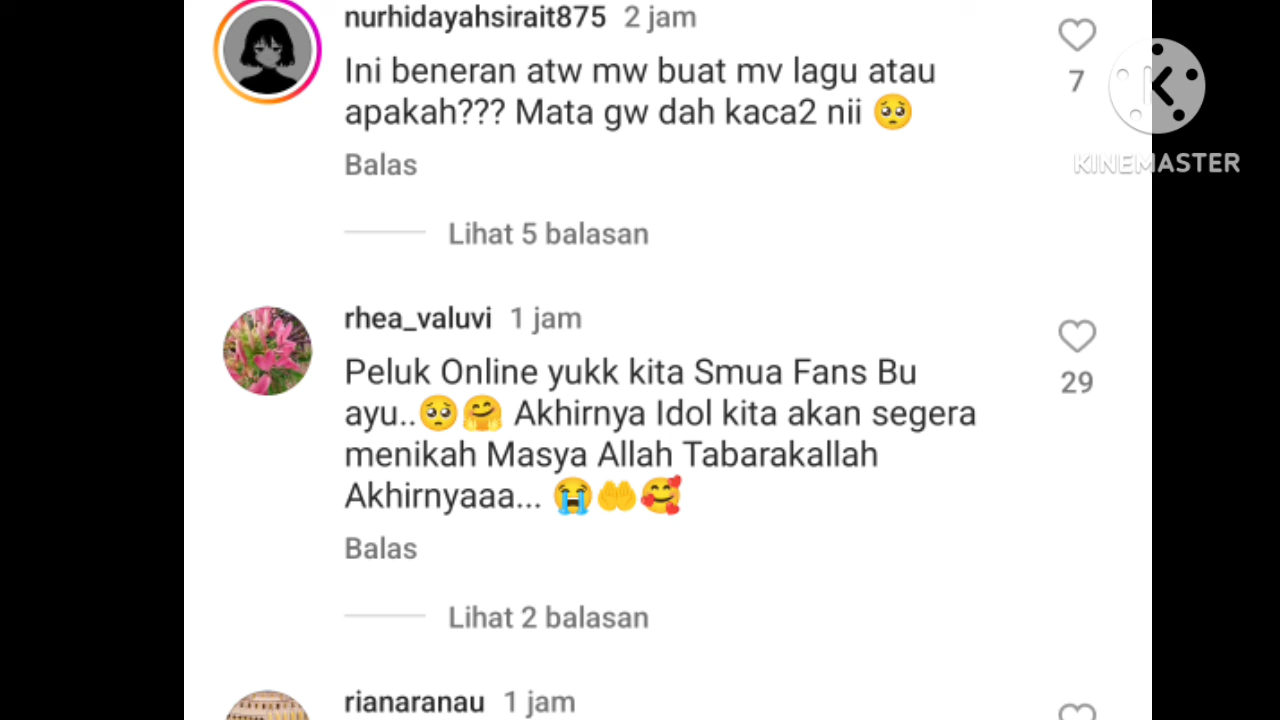 nurhidayahsirait875 2 jam
Ini beneran atw mw buat mv lagu atau
apakah??? Mata gw dah kaca2 nii 🥺
7
Balas
Lihat 5 balasan
K
KINEMASTER
rhea_valuvi 1 jam
Peluk Online yukk kita Smua Fans Bu
ayu..🥺🤗 Akhirnya Idol kita akan segera
menikah Masya Allah Tabarakallah
Akhirnyaaa... 😭🤲🥰
29
Balas
Lihat 2 balasan
rianaranau 1 jam